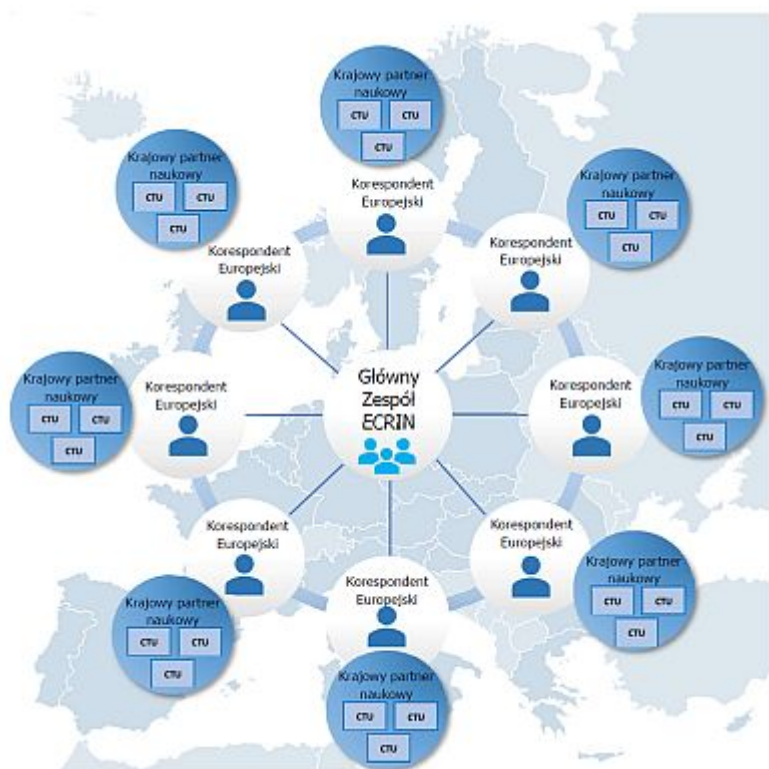 Krajowy partner
naukowy
CTU CTU
CTU
Korespondent
Europejski
Krajowy partner
naukowy
CTU CTU
CTU
Korespondent
Europejski
Krajowy partner
naukowy
CTU CTU
CTU
Korespondent
Europejski
Krajowy partner
naukowy
CTU CTU
CTU
Korespondent
Europejski
Główny
Zespół
ECRIN
Korespondent
Europejski
Krajowy partner
naukowy
CTU CTU
CTU
Korespondent
Europejski
Krajowy partner
naukowy
CTU CTU
CTU
Korespondent
Europejski
Krajowy partner
naukowy
CTU CTU
CTU
Korespondent
Europejski
Krajowy partner
naukowy
CTU CTU
CTU